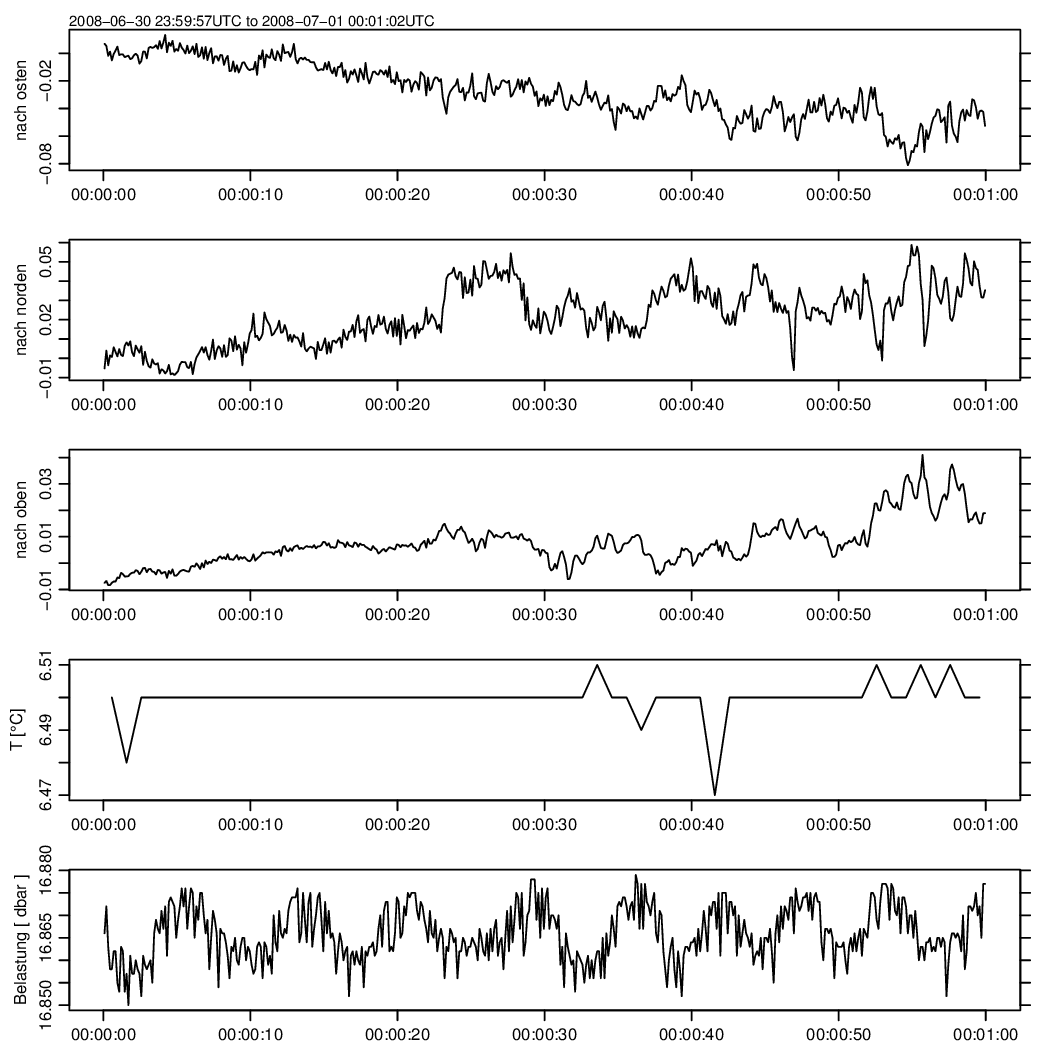 2008−06−30 23:59:57UTC to 2008−07−01 00:01:02UTC
nach osten
−0.02
−0.08
00:00:00 00:00:10 00:00:20 00:00:30 00:00:40 00:00:50 00:01:00
nach norden
0.05
0.02
−0.01
00:00:00 00:00:10 00:00:20 00:00:30 00:00:40 00:00:50 00:01:00
nach oben
0.03
0.01
−0.01
00:00:00 00:00:10 00:00:20 00:00:30 00:00:40 00:00:50 00:01:00
T [°C]
6.51
6.49
6.47
00:00:00 00:00:10 00:00:20 00:00:30 00:00:40 00:00:50 00:01:00
Belastung [ dbar ]
16.880
16.865
16.850
00:00:00 00:00:10 00:00:20 00:00:30 00:00:40 00:00:50 00:01:00